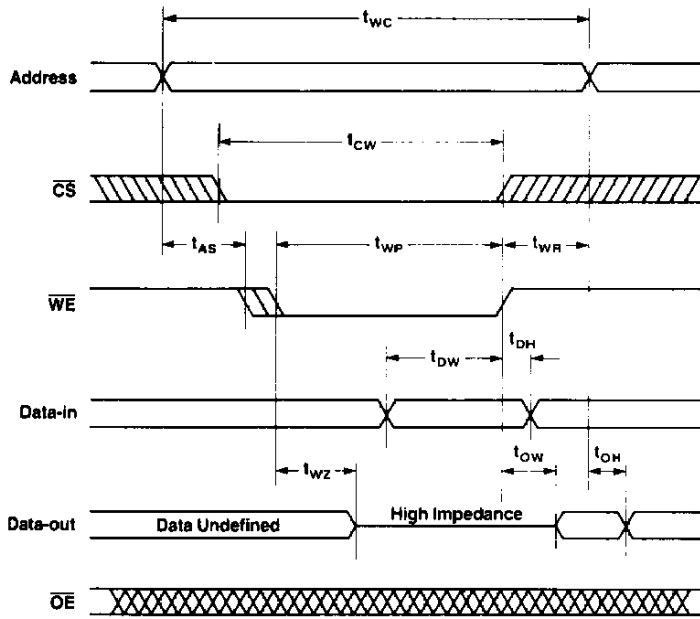 tWC
Address
tCW
CS
tAS
tWP
tWR
WE
tDW
tDH
Data-in
tWZ
tOW
tOH
Data-out
Data Undefined
High Impedance
OE